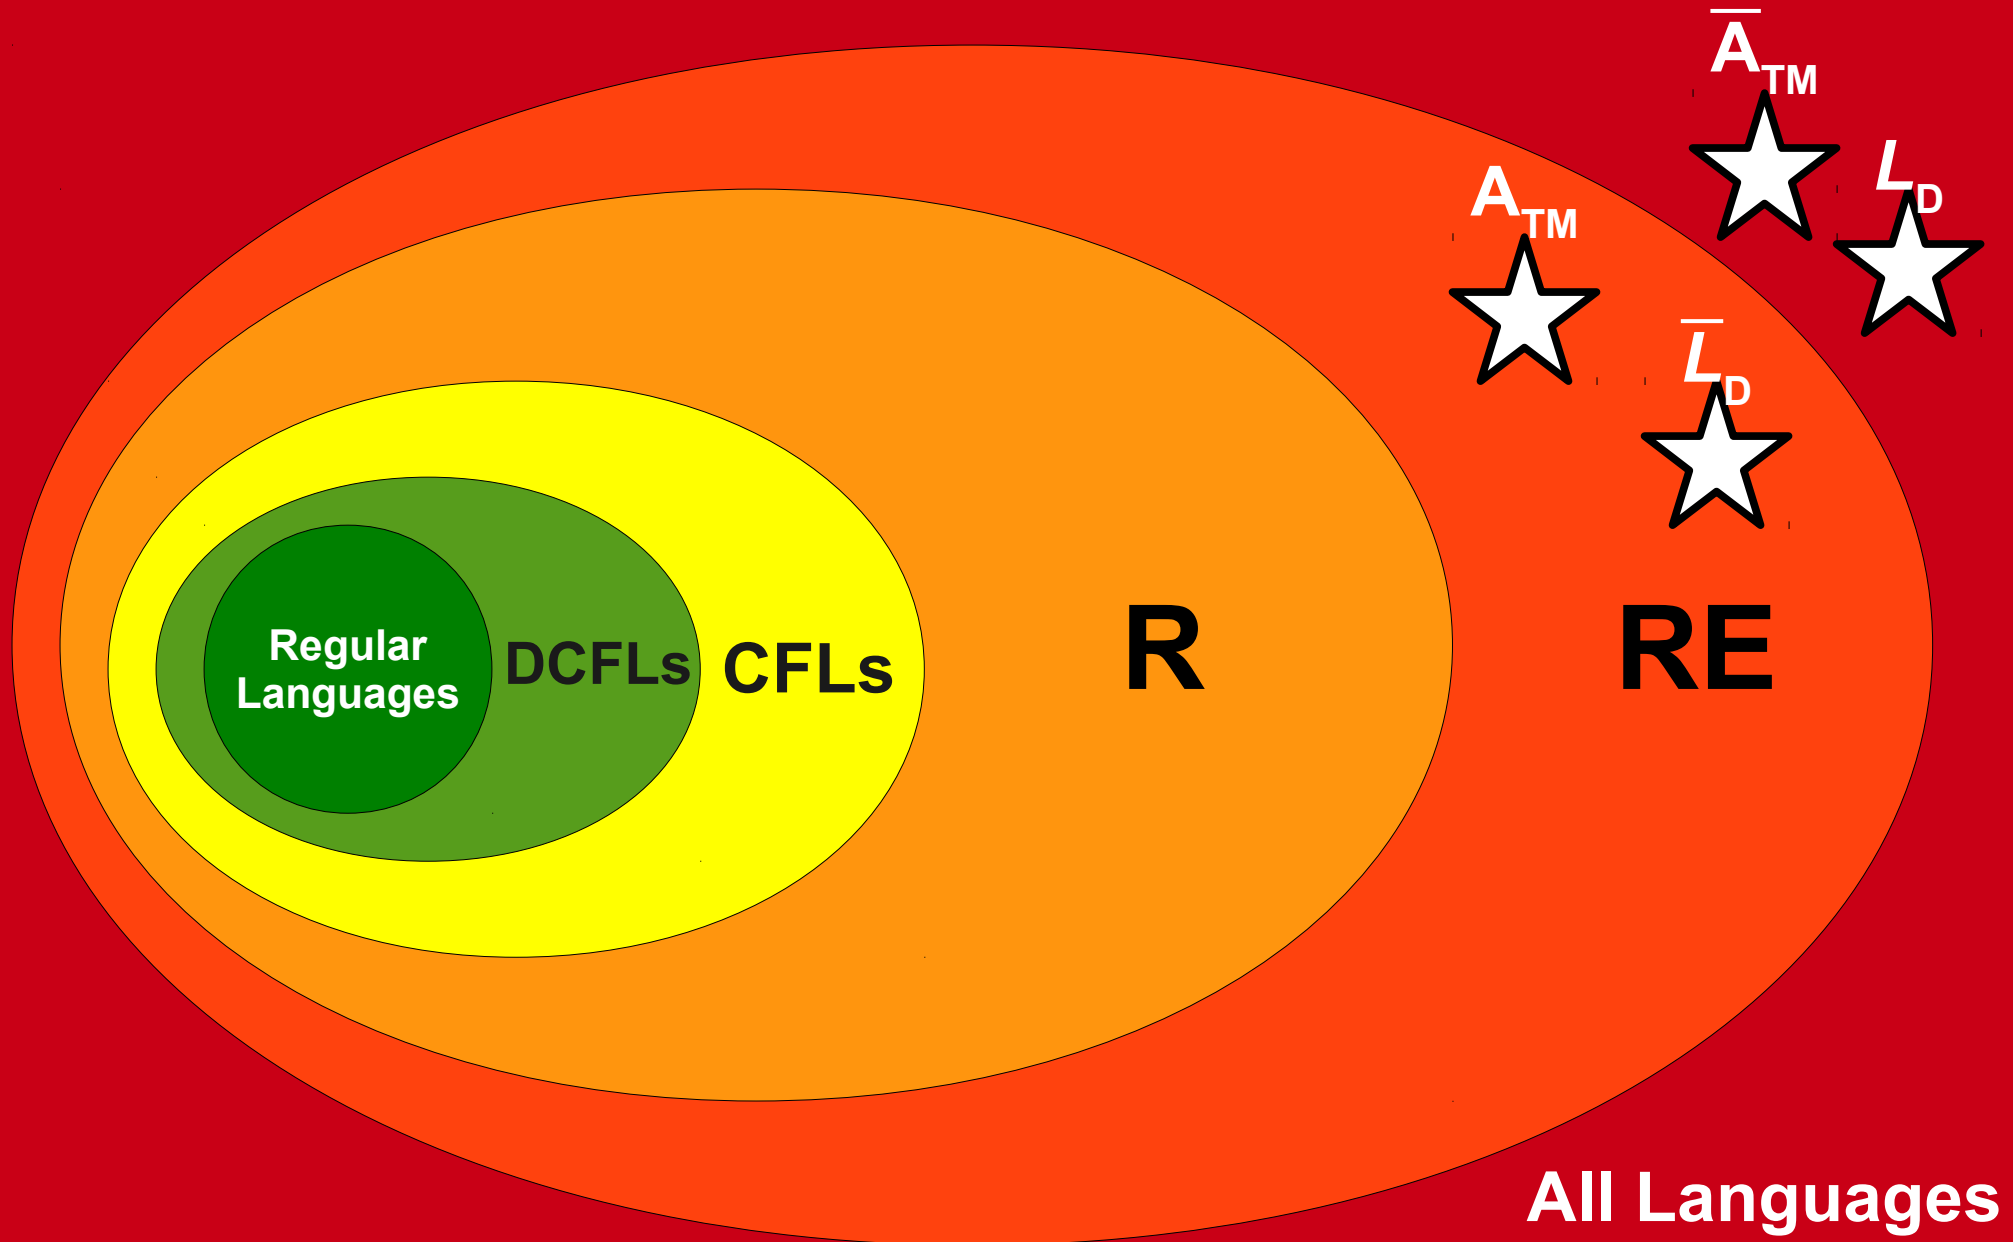 A̅TM
LD
ATM
L̅D
Regular
Languages
DCFLs
CFLs
R
RE
All Languages